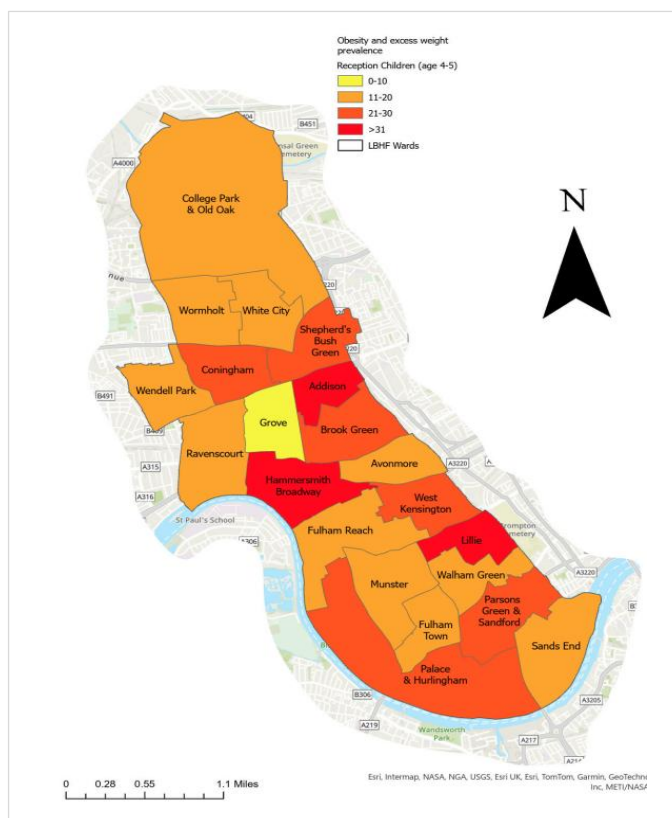 Obesity and excess weight
prevalence
Reception Children (age 4-5)
0-10
11-20
21-30
>31
LBHF Wards
B451
A4000
Cemetery
College Park
& Old Oak
N
Wormholt
White City
Shepherd's
Bush
Green
Coningham
Wendell Park
B491
Addison
Grove
Brook Green
Ravenscourt
A315
A316
Avonmore
A3220
Hammersmith
Broadway
West
Kensington
St Paul's School
A306
Fulham Reach
Lillie
Cemetery
A3220
Walham Green
Munster
Parsons
Green &
Sandford
Fulham
Town
Sands End
Palace
& Hurlingham
B306
A219
Wandsworth
Park
A3205
A217
0
0.28
0.55
1.1 Miles
Esri, Intermap, NASA, NGA, USGS, Esri UK, Esri, TomTom, Garmin, GeoTechno
Inc, METI/NASA